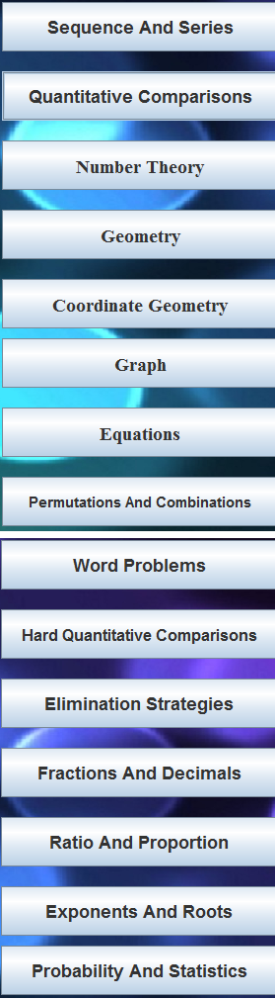 Sequence And Series
Quantitative Comparisons
Number Theory
Geometry
Coordinate Geometry
Graph
Equations
Permutations And Combinations
Word Problems
Hard Quantitative Comparisons
Elimination Strategies
Fractions And Decimals
Ratio And Proportion
Exponents And Roots
Probability And Statistics